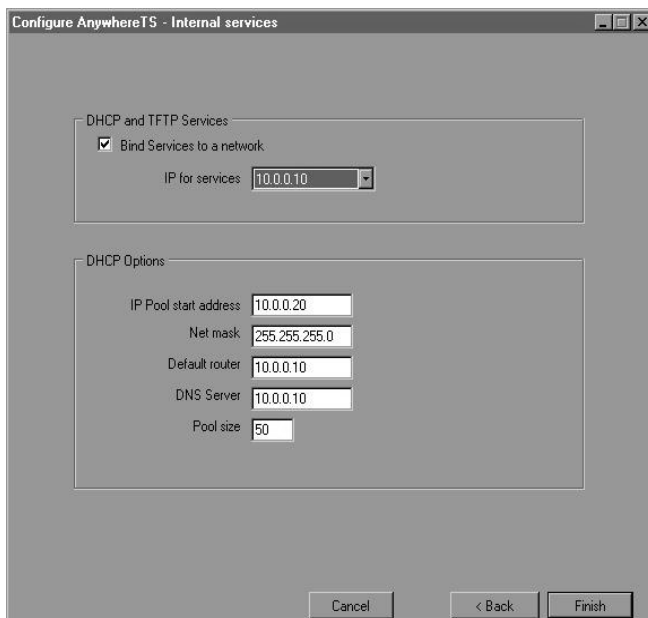 Configure AnywhereTS - Internal services
DHCP and TFTP Services
Bind Services to a network
IP for services 10.0.0.10
DHCP Options
IP Pool start address 10.0.0.20
Net mask 255.255.255.0
Default router 10.0.0.10
DNS Server 10.0.0.10
Pool size 50
Cancel < Back Finish